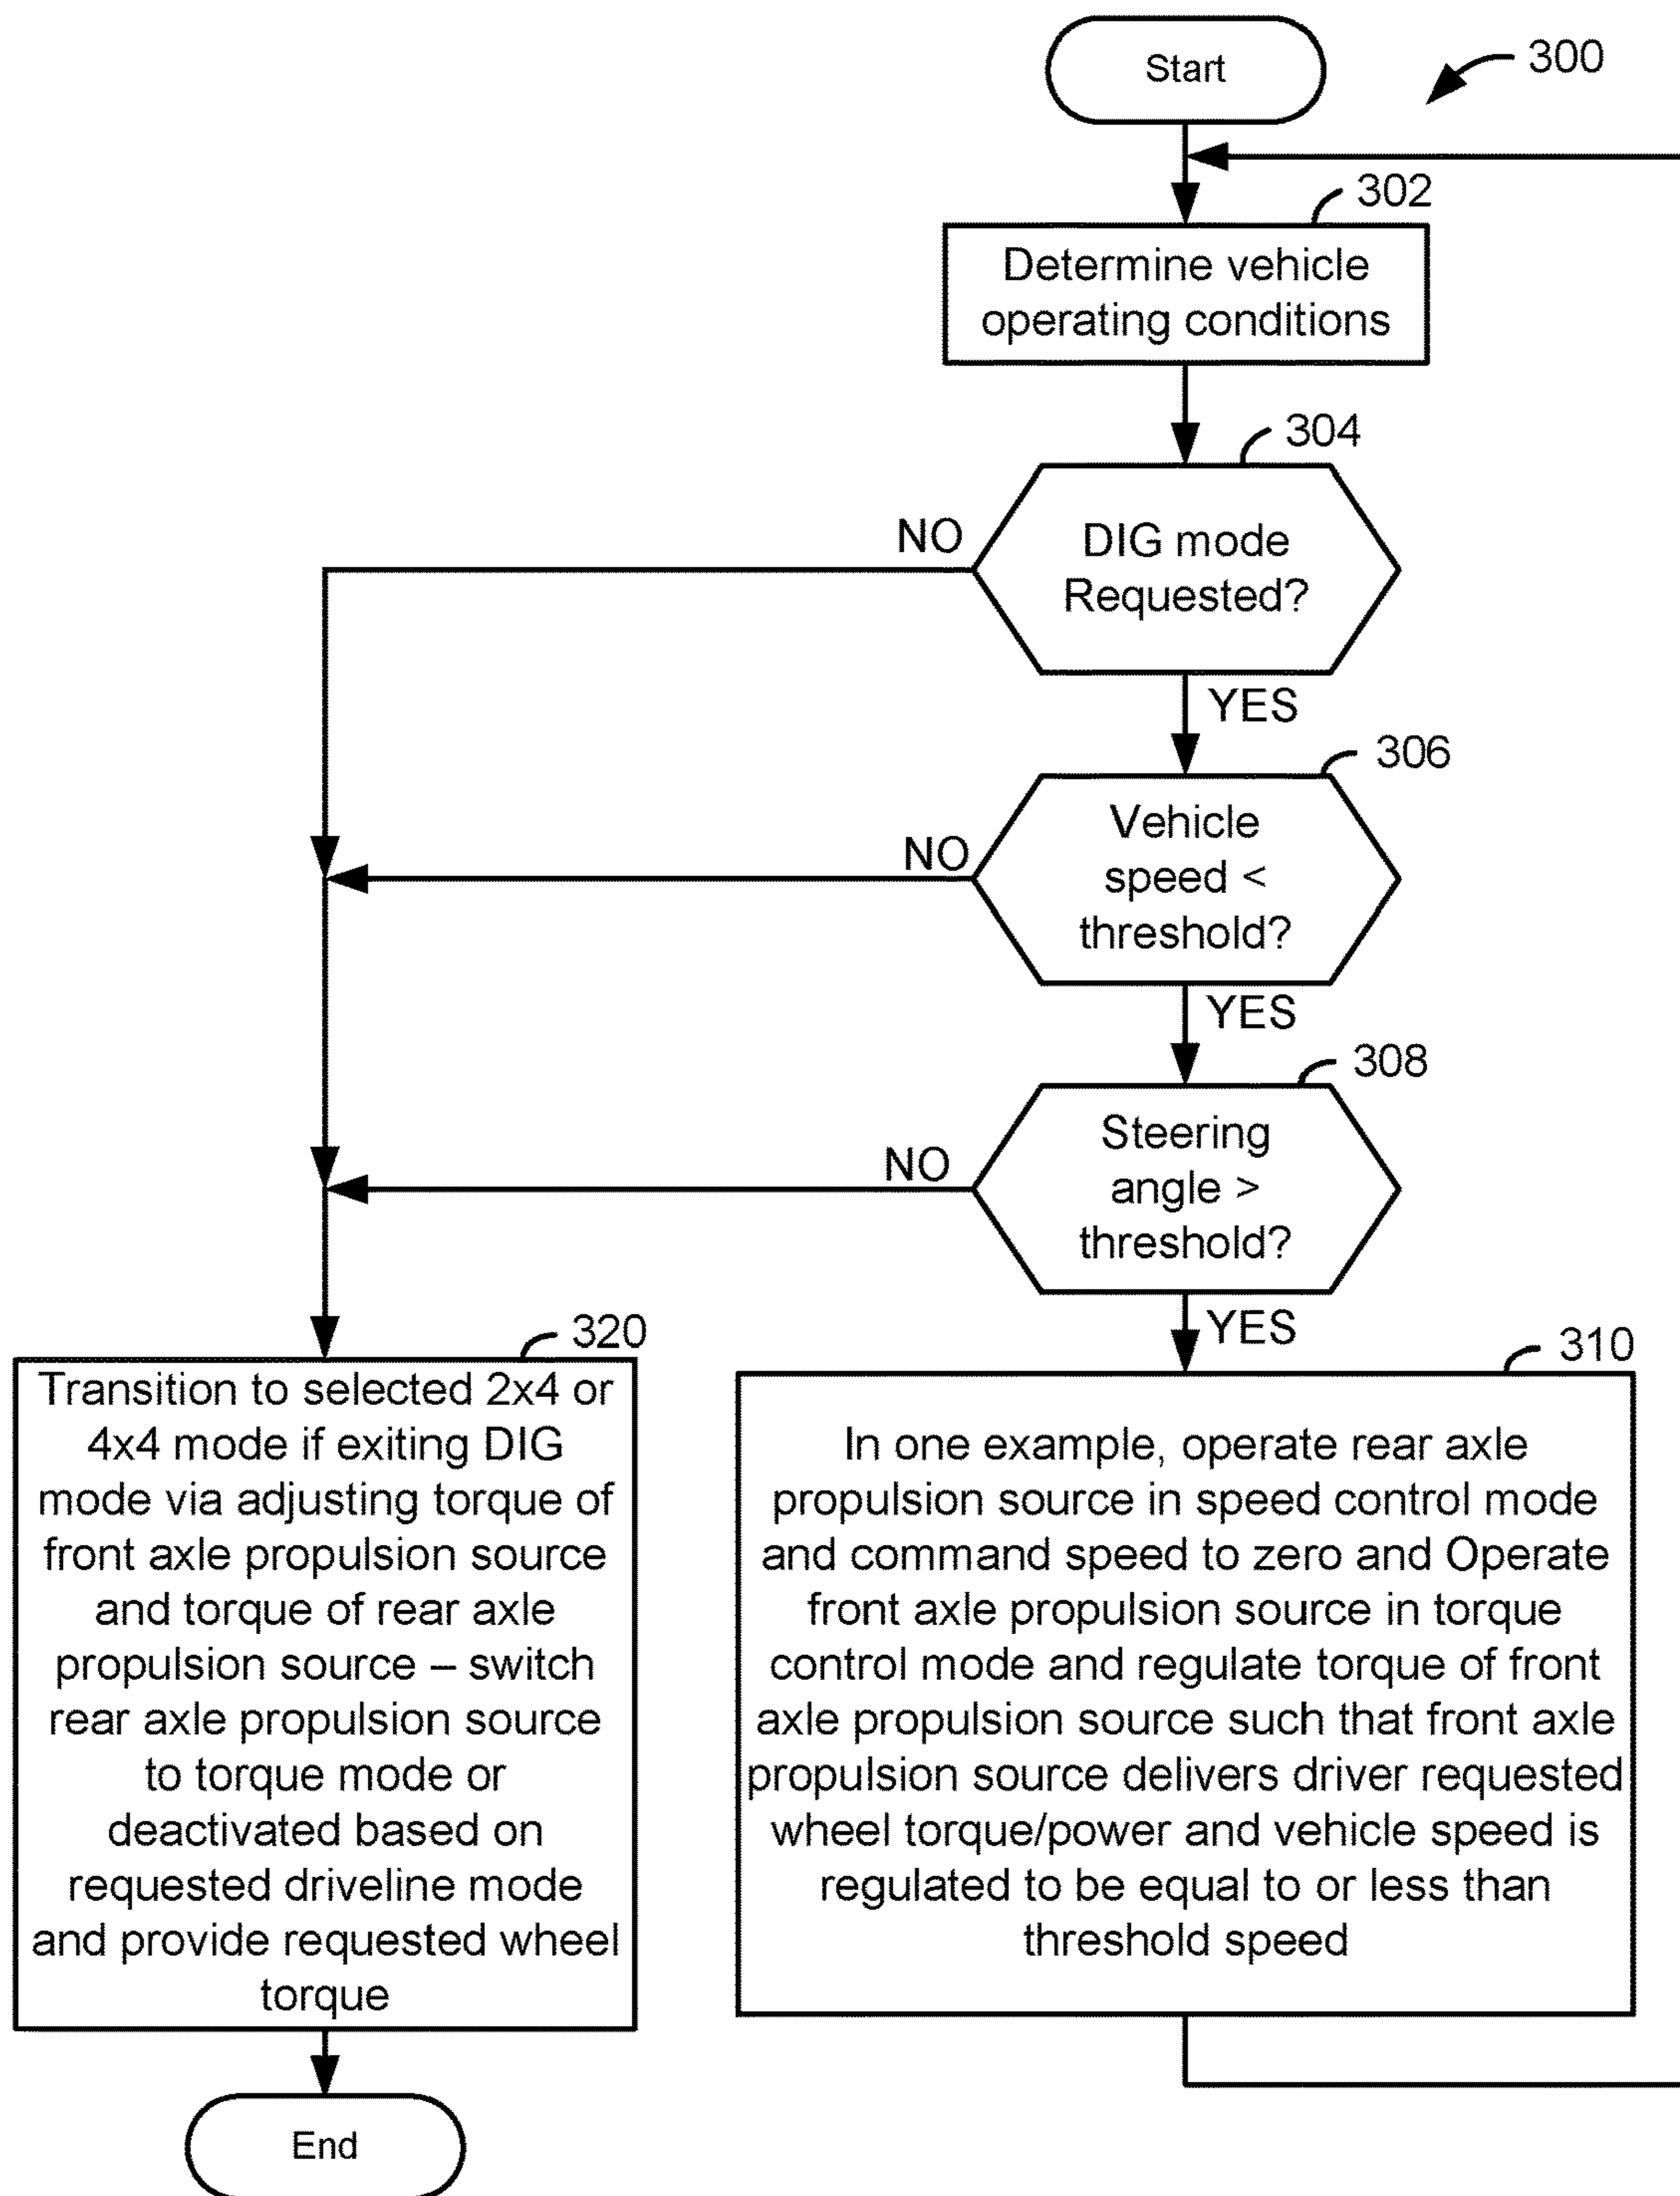 Start
300
302
Determine vehicle
operating conditions
304
NO
DIG mode
Requested?
YES
306
NO
Vehicle
speed <
threshold?
YES
308
NO
Steering
angle >
threshold?
YES
320
Transition to selected 2x4 or
4x4 mode if exiting DIG
mode via adjusting torque of
front axle propulsion source
and torque of rear axle
propulsion source – switch
rear axle propulsion source
to torque mode or
deactivated based on
requested driveline mode
and provide requested wheel
torque
310
In one example, operate rear axle
propulsion source in speed control mode
and command speed to zero and Operate
front axle propulsion source in torque
control mode and regulate torque of front
axle propulsion source such that front axle
propulsion source delivers driver requested
wheel torque/power and vehicle speed is
regulated to be equal to or less than
threshold speed
End